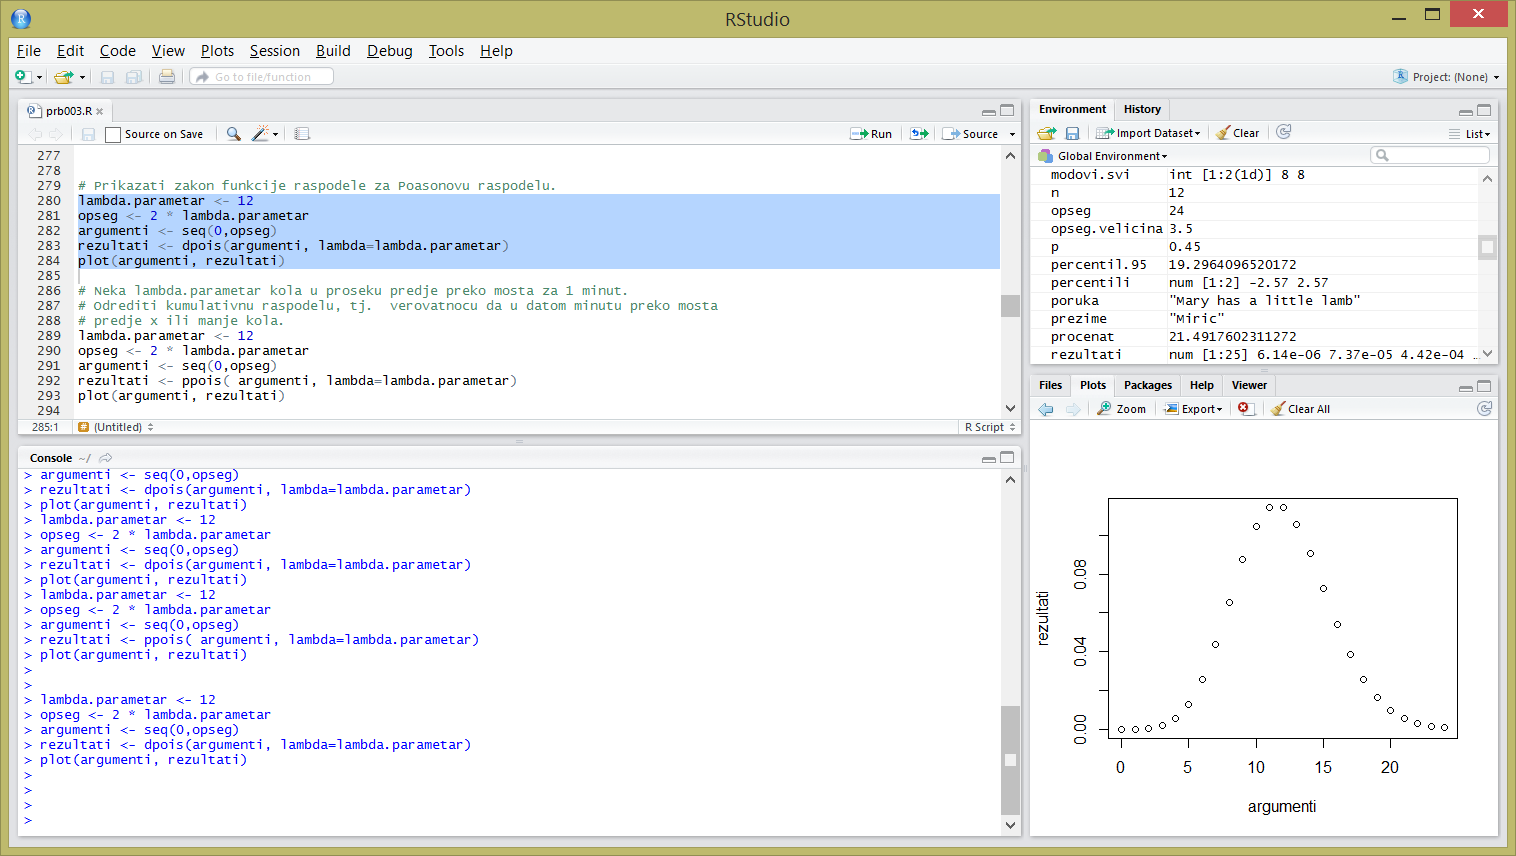 RStudio
File Edit Code View Plots Session Build Debug Tools Help
Go to file/function
Project: (None)
prb003.R
Source on Save
Run
Source
277
278
279 # Prikazati zakon funkcije raspodele za Poasonovu raspodelu.
280 lambda.parametar <- 12
281 opseg <- 2 * lambda.parametar
282 argumenti <- seq(0,opseg)
283 rezultati <- dpois(argumenti, lambda=lambda.parametar)
284 plot(argumenti, rezultati)
285
286 # Neka lambda.parametar kola u proseku predje preko mosta za 1 minut.
287 # Odrediti kumulativnu raspodelu, tj.  verovatnocu da u datom minutu preko mosta
288 # predje x ili manje kola.
289 lambda.parametar <- 12
290 opseg <- 2 * lambda.parametar
291 argumenti <- seq(0,opseg)
292 rezultati <- ppois( argumenti, lambda=lambda.parametar)
293 plot(argumenti, rezultati)
294
285:1 # (Untitled) R Script
Console ~/
> argumenti <- seq(0,opseg)
> rezultati <- dpois(argumenti, lambda=lambda.parametar)
> plot(argumenti, rezultati)
> lambda.parametar <- 12
> opseg <- 2 * lambda.parametar
> argumenti <- seq(0,opseg)
> rezultati <- dpois(argumenti, lambda=lambda.parametar)
> plot(argumenti, rezultati)
> lambda.parametar <- 12
> opseg <- 2 * lambda.parametar
> argumenti <- seq(0,opseg)
> rezultati <- ppois( argumenti, lambda=lambda.parametar)
> plot(argumenti, rezultati)
>
>
> lambda.parametar <- 12
> opseg <- 2 * lambda.parametar
> argumenti <- seq(0,opseg)
> rezultati <- dpois(argumenti, lambda=lambda.parametar)
> plot(argumenti, rezultati)
>
>
>
>
Environment History
Import Dataset Clear List
Global Environment
modovi.svi int [1:2(1d)] 8 8
n 12
opseg 24
opseg.velicina 3.5
p 0.45
percentil.95 19.2964096520172
percentili num [1:2] -2.57 2.57
poruka "Mary has a little lamb"
prezime "Miric"
procenat 21.4917602311272
rezultati num [1:25] 6.14e-06 7.37e-05 4.42e-04 ...
Files Plots Packages Help Viewer
Zoom Export Clear All
rezultati
0.08
0.04
0.00
0 5 10 15 20
argumenti